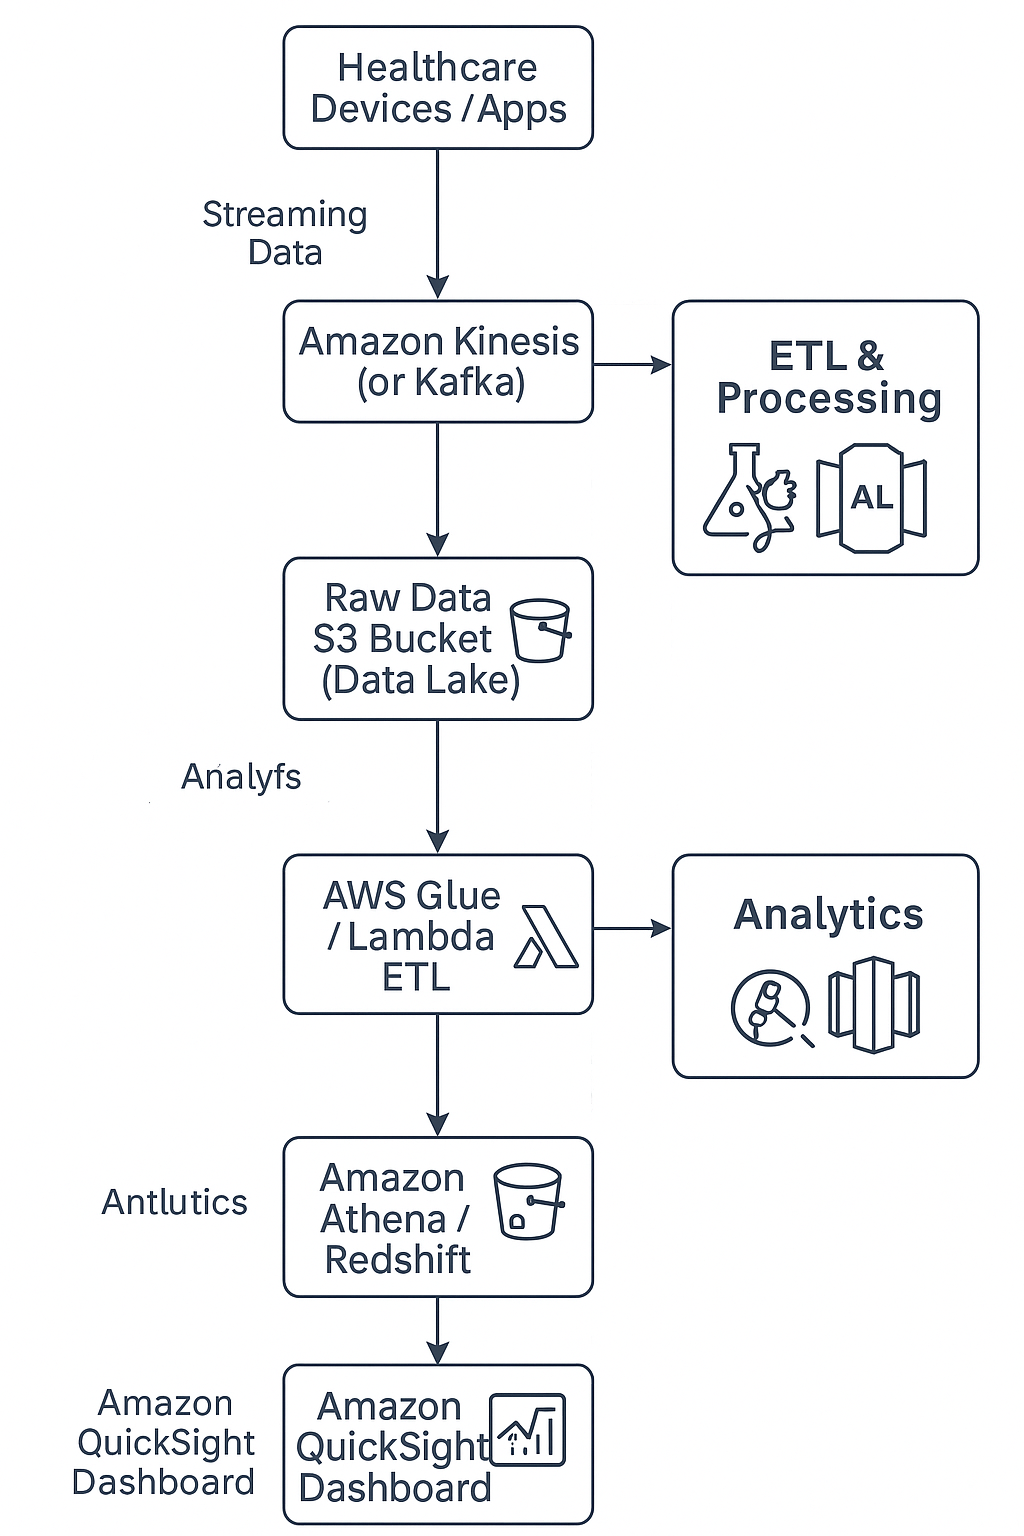 Healthcare
Devices / Apps
Streaming
Data
Amazon Kinesis
(or Kafka)
ETL &
Processing
AL
Raw Data
S3 Bucket
(Data Lake)
Analyfs
AWS Glue
/ Lambda
ETL
Analytics
Antlutics
Amazon
Athena /
Redshift
Amazon
QuickSight
Dashboard
Amazon
QuickSight
Dashboard